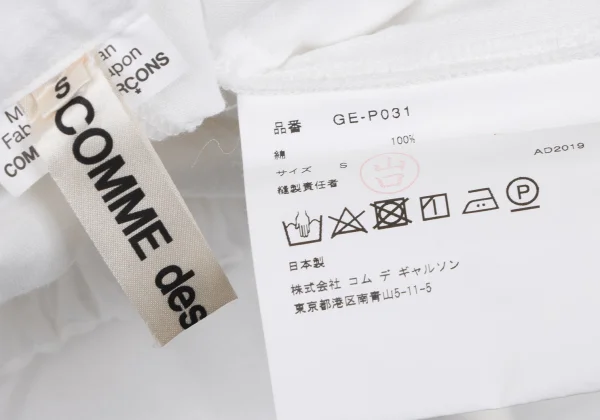 M an
Fab apon
COM ARÇONS
S
COMME des
品番 GE-P031
綿 100%
サイズ S AD2019
縫製責任者
P
日本製
株式会社 コム デ ギャルソン
東京都港区南青山5-11-5